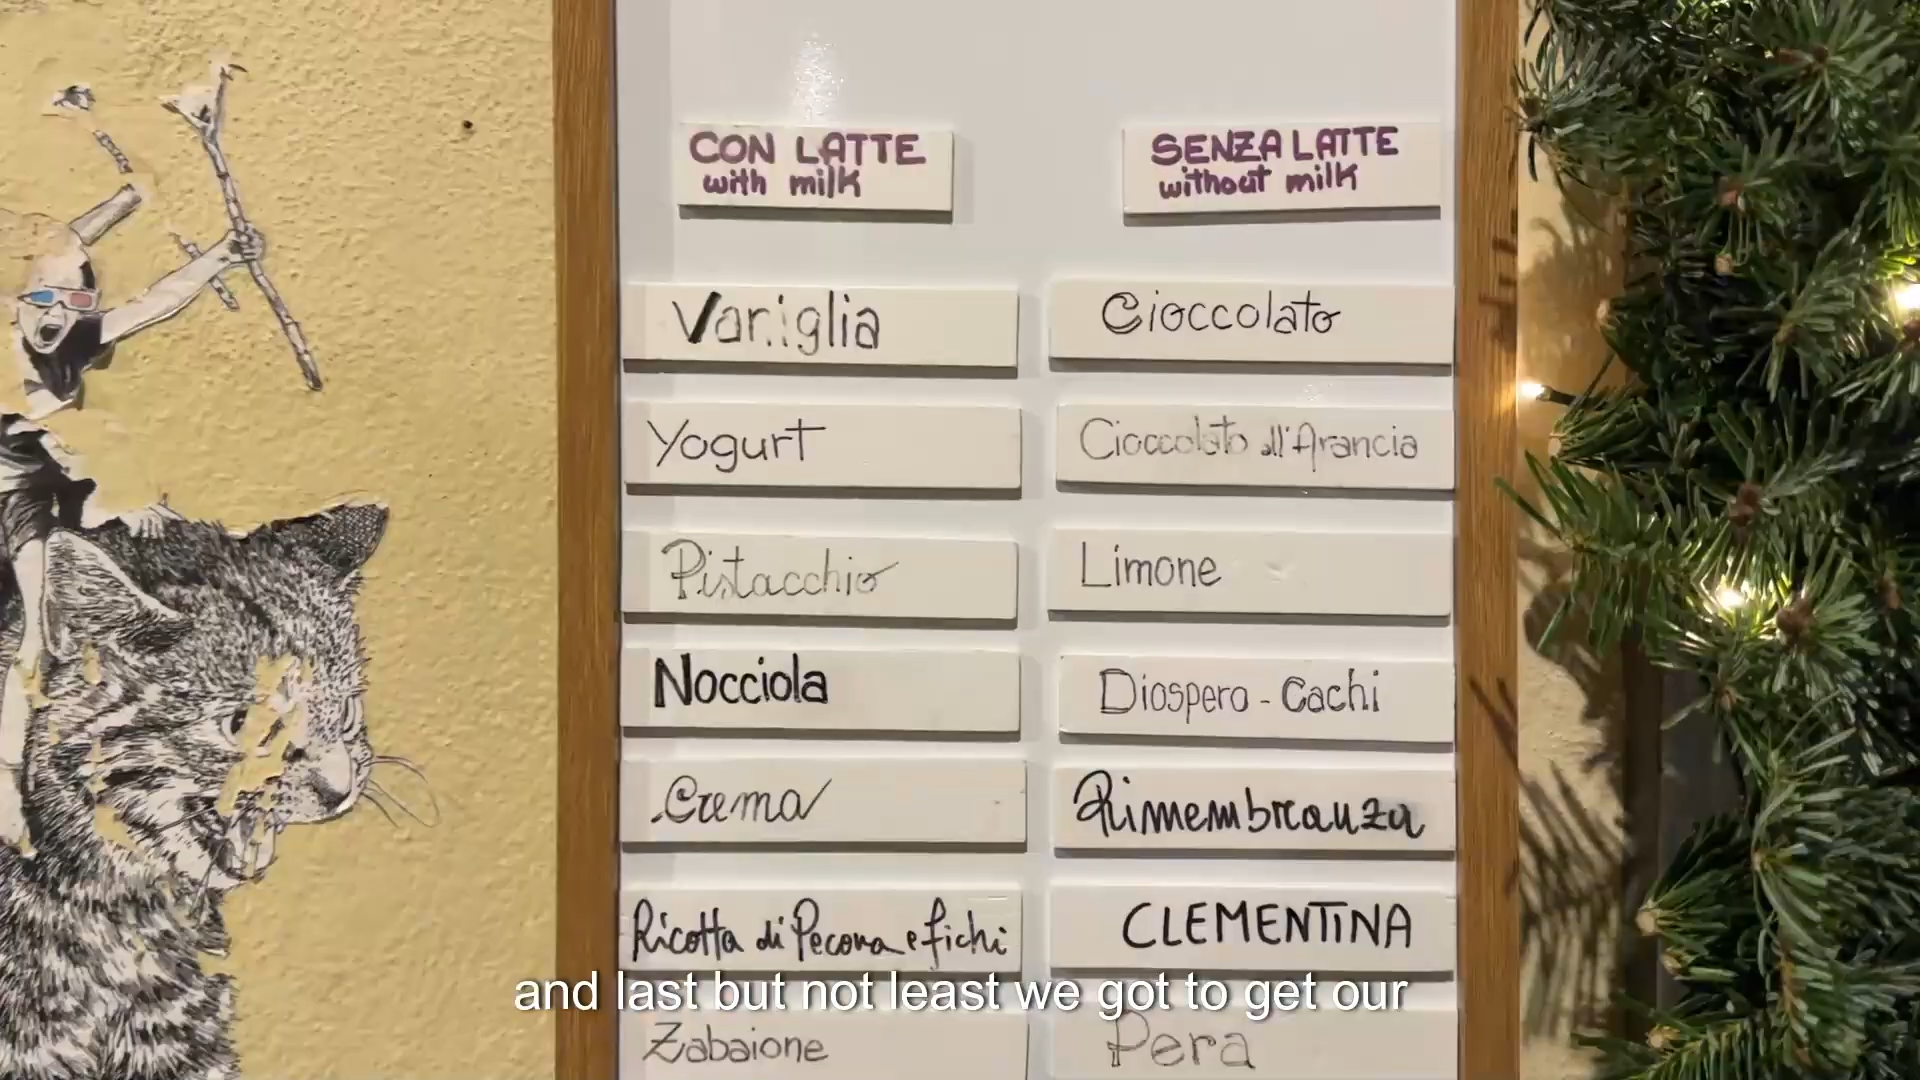 CON LATTE
with milk
SENZA LATTE
without milk
Vaniglia
Cioccolato
Yogurt
Cioccolato all'Arancia
Pistacchio
Limone
Nocciola
Diospero - Cachi
Crema
Rimembranza
Ricotta di Pecora e fichi
CLEMENTINA
and last but not least we got to get our
Zabaione
Pera